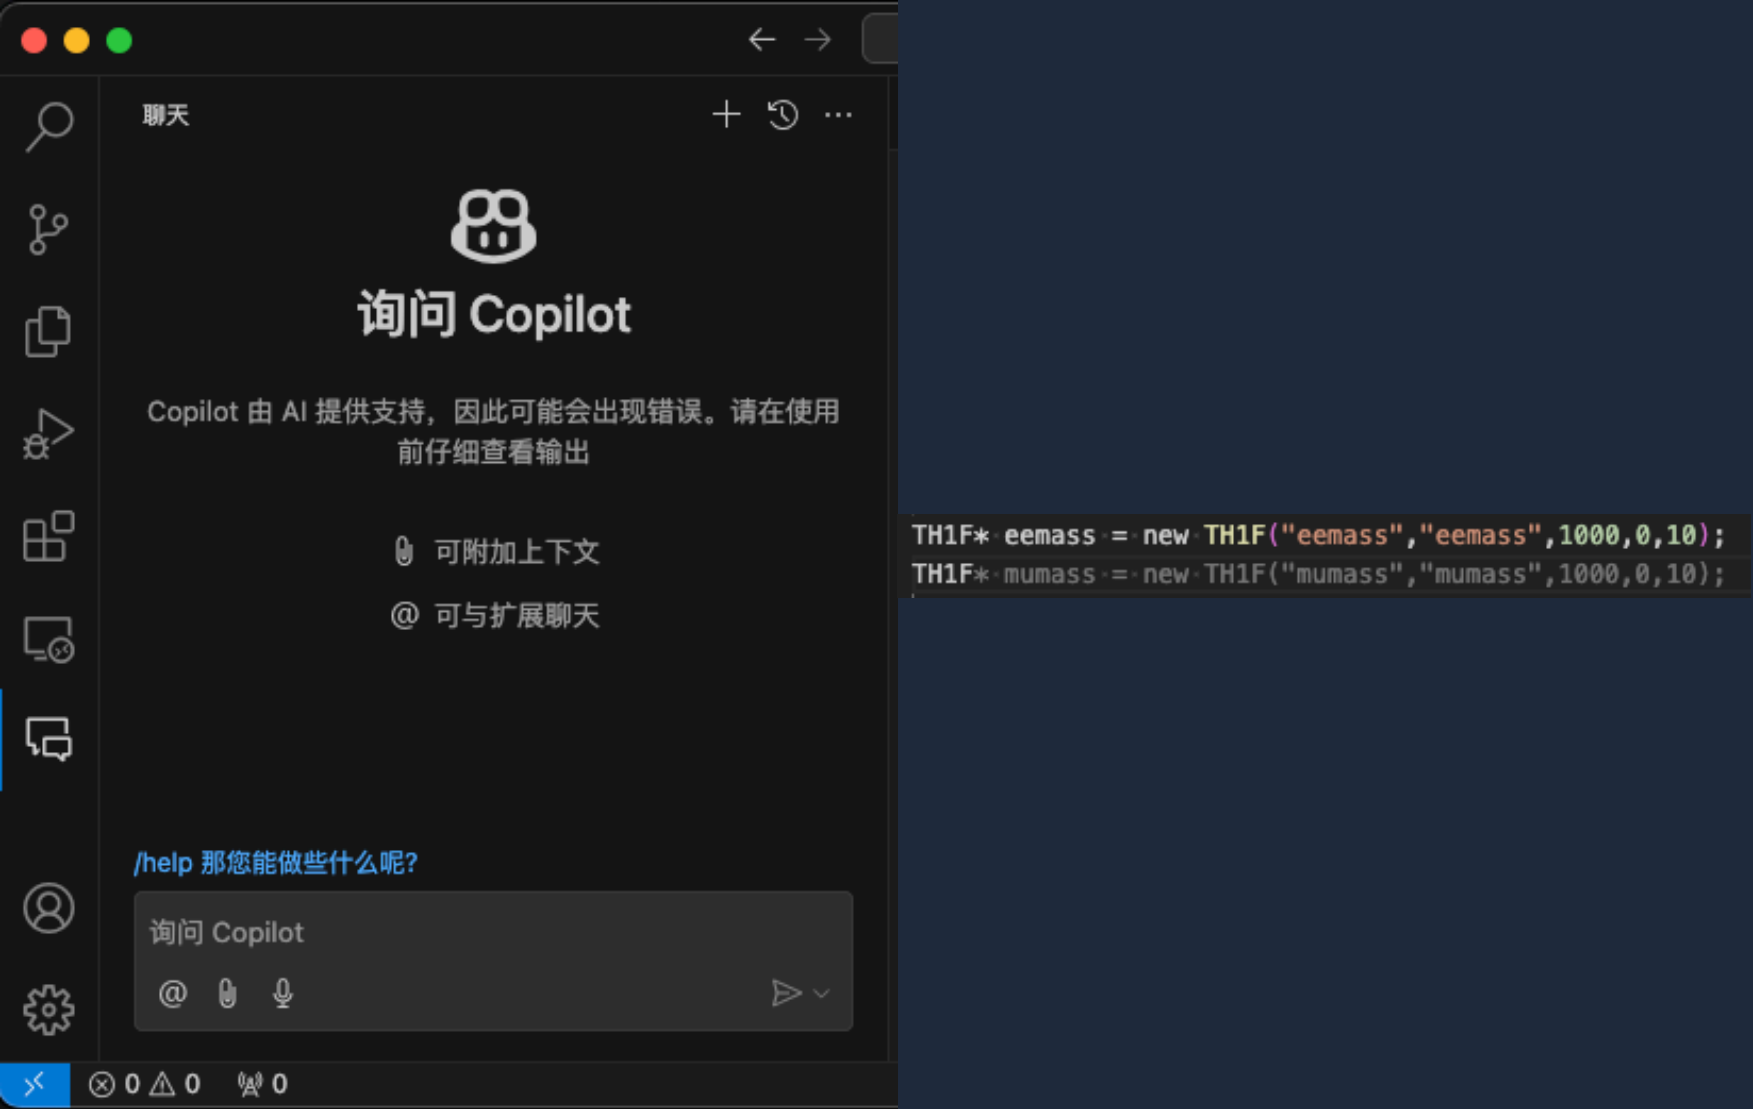 聊天
询问 Copilot
Copilot 由 AI 提供支持，因此可能会出现错误。请在使用
前仔细查看输出
可附加上下文
@ 可与扩展聊天
/help 那您能做些什么呢?
询问 Copilot
@
0 0 0
TH1F* eemass = new TH1F("eemass","eemass",1000,0,10);
TH1F* mumass = new TH1F("mumass","mumass",1000,0,10);